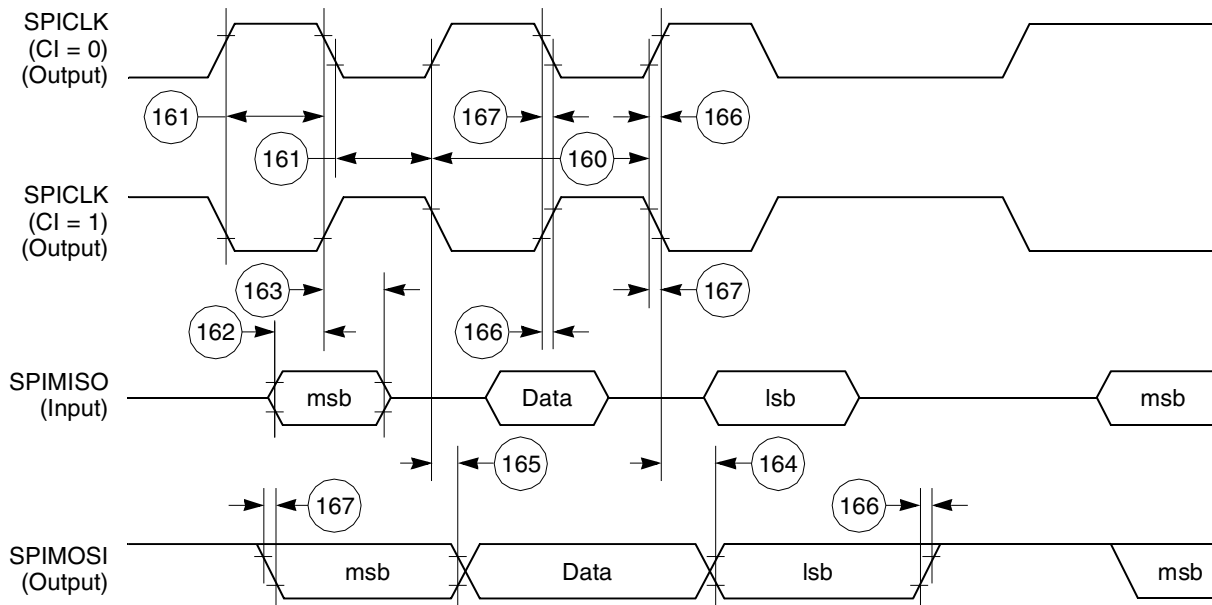 SPICLK
(CI = 0)
(Output)
161
167
166
161
160
SPICLK
(CI = 1)
(Output)
163
167
162
166
SPIMISO
(Input)
msb
Data
lsb
msb
165
164
167
166
SPIMOSI
(Output)
msb
Data
lsb
msb